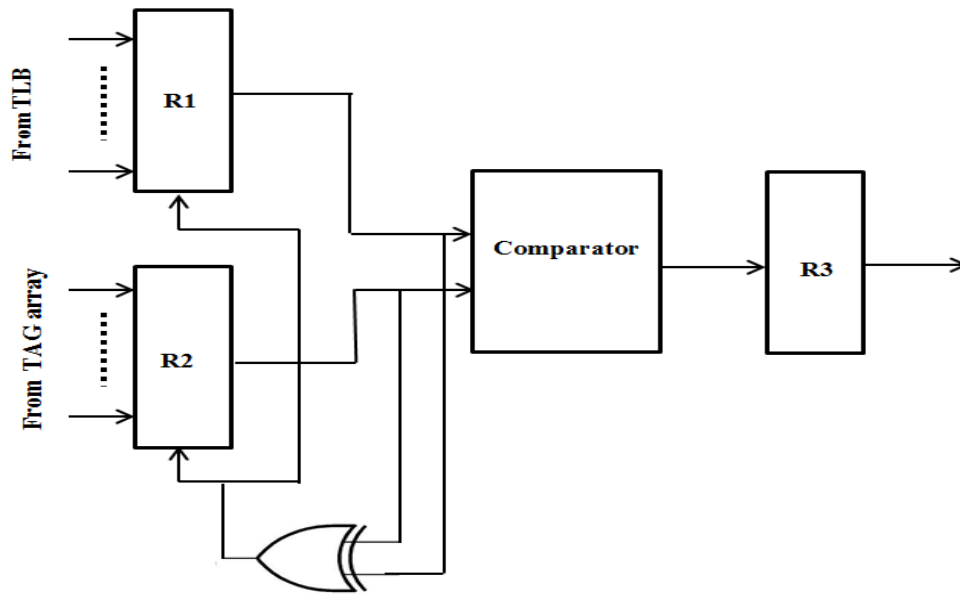 From TLB
R1
Comparator
R3
From TAG array
R2